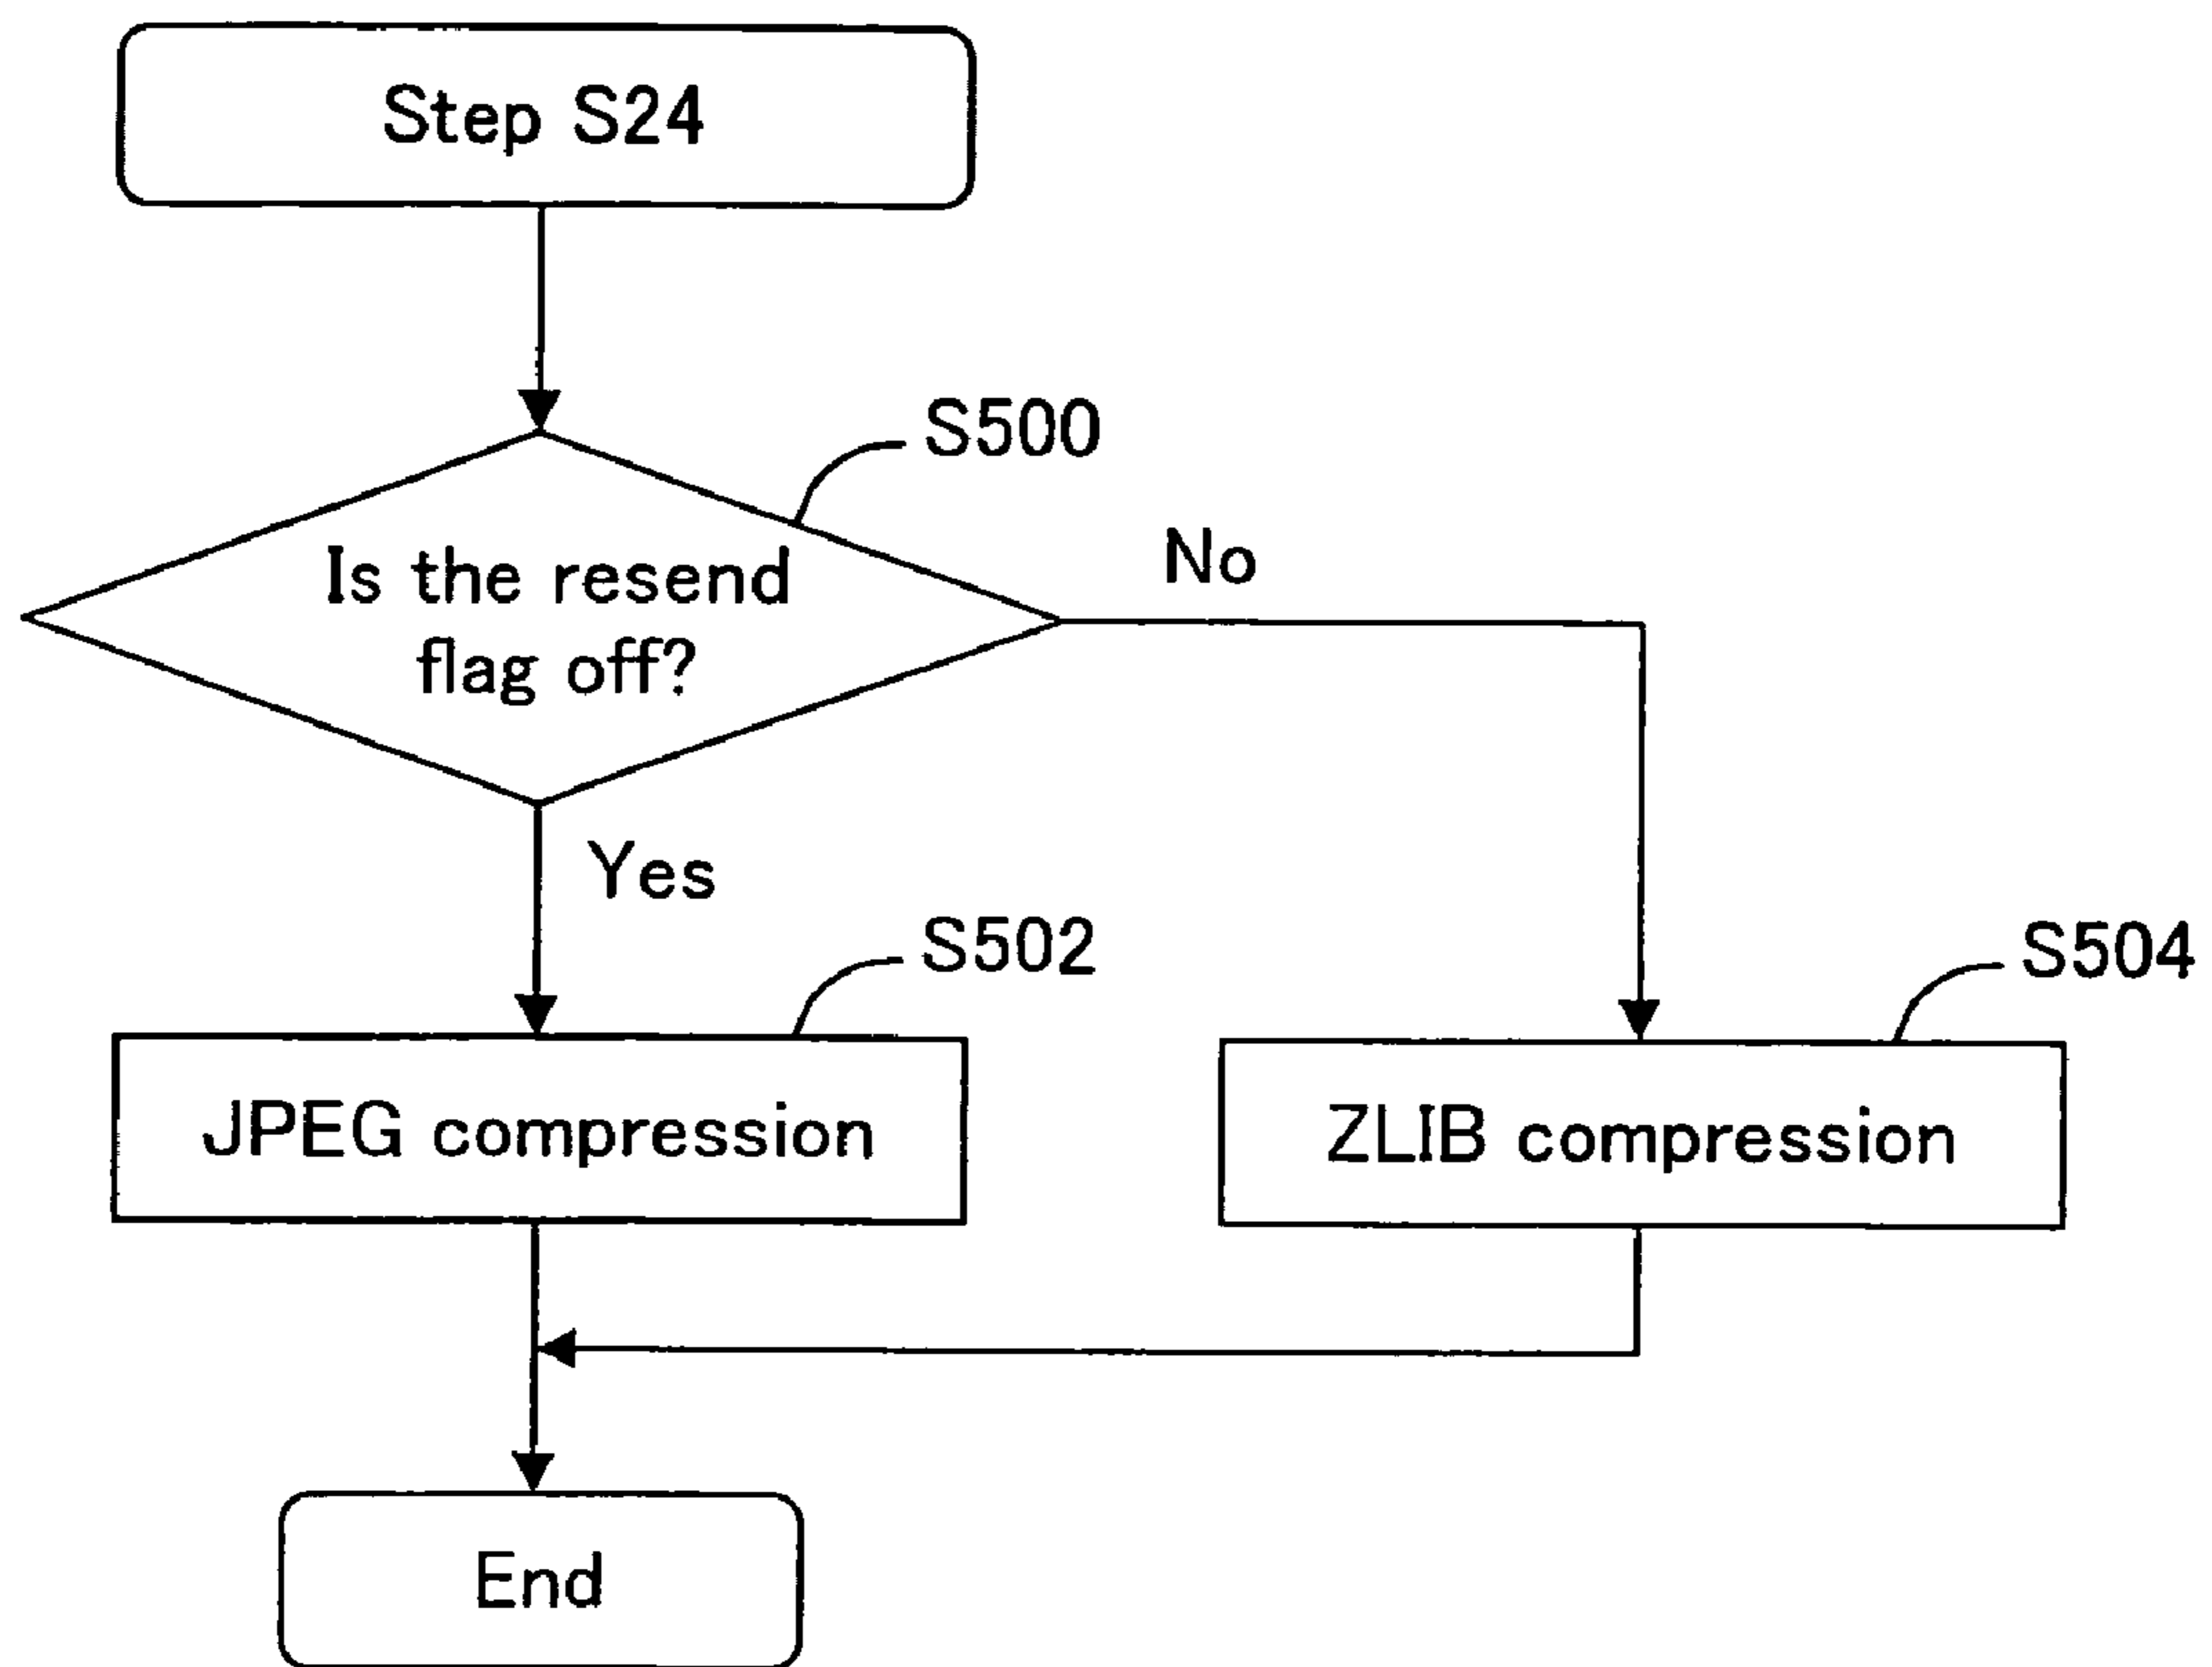 Step S24
S500
Is the resend
flag off?
No
Yes
S502
S504
JPEG compression
ZLIB compression
End